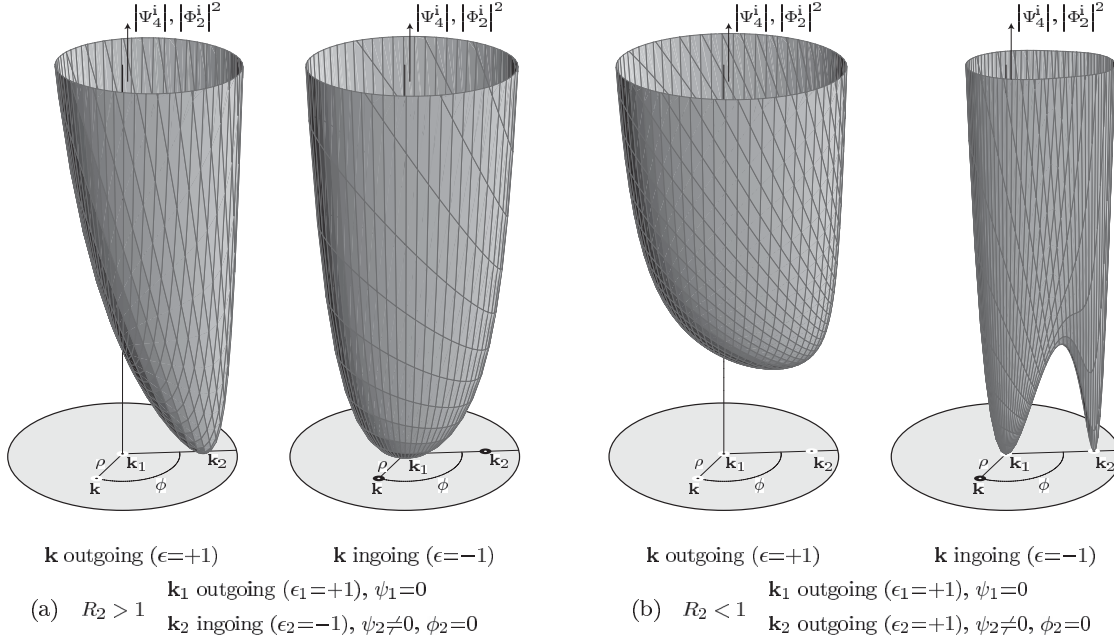 |Ψ₄ⁱ|, |Φ₂ⁱ|²
|Ψ₄ⁱ|, |Φ₂ⁱ|²
|Ψ₄ⁱ|, |Φ₂ⁱ|²
|Ψ₄ⁱ|, |Φ₂ⁱ|²
ρ k₁ k₂
k ϕ
ρ k₁ k₂
k ϕ
ρ k₁ k₂
k ϕ
ρ k₁ k₂
k ϕ
k outgoing (ϵ=+1)
k ingoing (ϵ=−1)
k outgoing (ϵ=+1)
k ingoing (ϵ=−1)
(a) R₂ > 1
k₁ outgoing (ϵ₁=+1), ψ₁=0
k₂ ingoing (ϵ₂=−1), ψ₂≠0, ϕ₂=0
(b) R₂ < 1
k₁ outgoing (ϵ₁=+1), ψ₁=0
k₂ outgoing (ϵ₂=+1), ψ₂≠0, ϕ₂=0